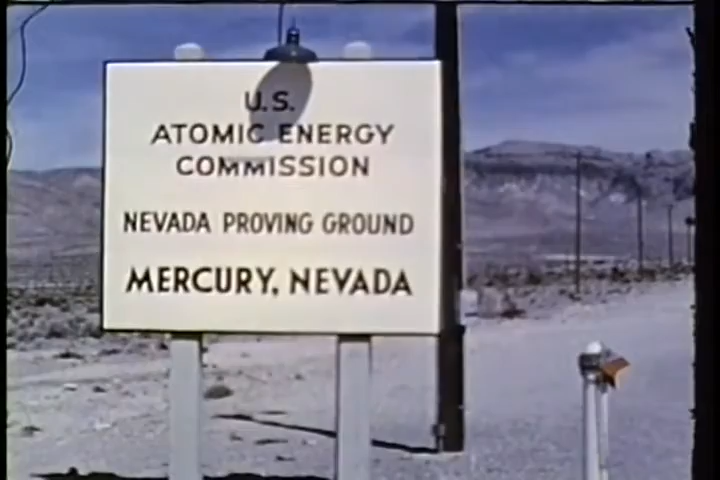 U.S.
ATOMIC ENERGY
COMMISSION
NEVADA PROVING GROUND
MERCURY, NEVADA